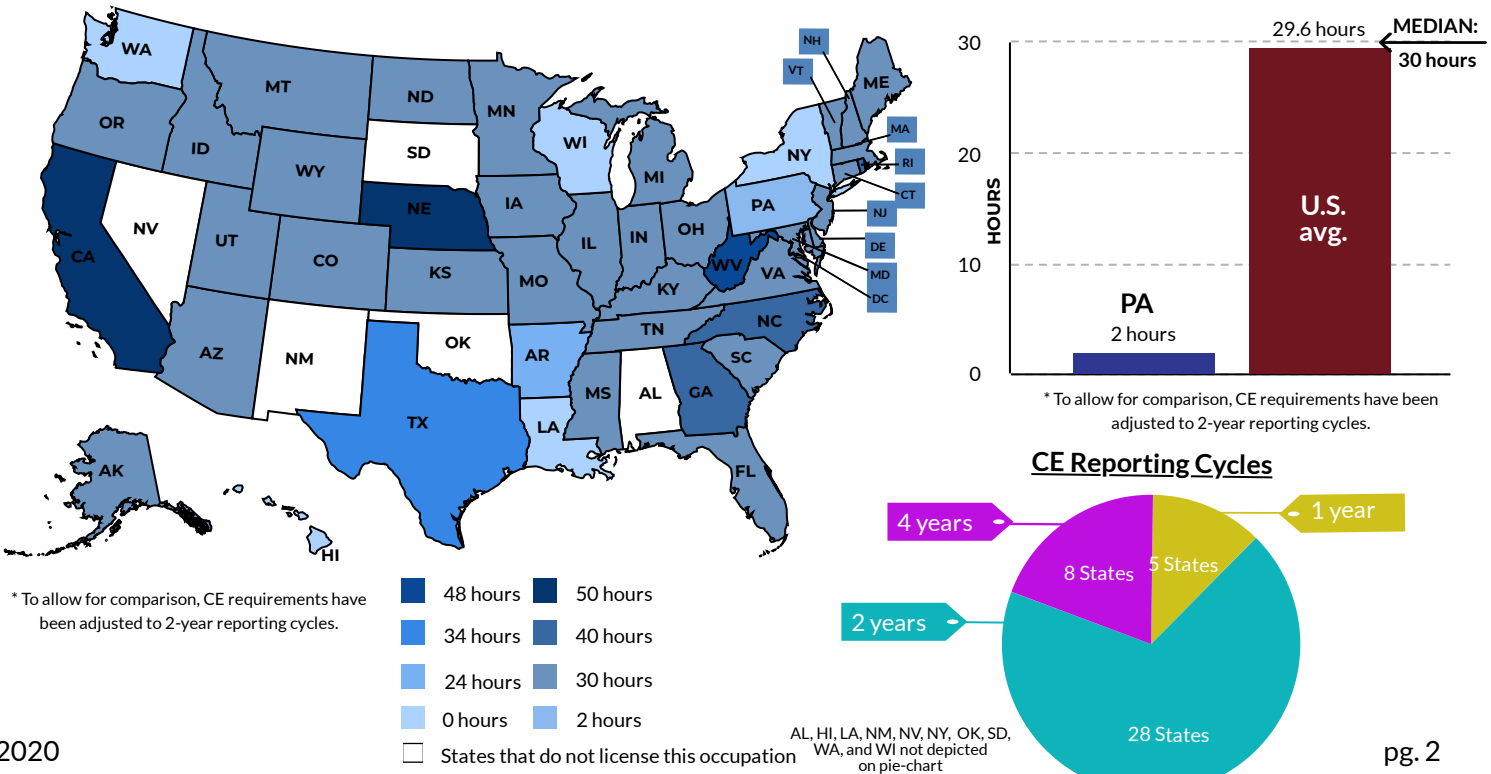 WA
MT
ND
MN
OR
ID
WY
SD
WI
MI
NY
ME
NH
VT
MA
RI
CT
NJ
DE
MD
DC
NE
IA
PA
NV
UT
CO
KS
IL
IN
OH
WV
VA
CA
MO
KY
AZ
NM
OK
AR
TN
NC
SC
MS
AL
GA
TX
LA
FL
AK
HI
* To allow for comparison, CE requirements have
been adjusted to 2-year reporting cycles.
48 hours
50 hours
34 hours
40 hours
24 hours
30 hours
0 hours
2 hours
States that do not license this occupation
2020
29.6 hours
MEDIAN:
30 hours
30
20
10
0
HOURS
PA
2 hours
U.S.
avg.
* To allow for comparison, CE requirements have been
adjusted to 2-year reporting cycles.
CE Reporting Cycles
4 years
1 year
8 States
5 States
2 years
28 States
AL, HI, LA, NM, NV, NY, OK, SD,
WA, and WI not depicted
on pie-chart
pg. 2